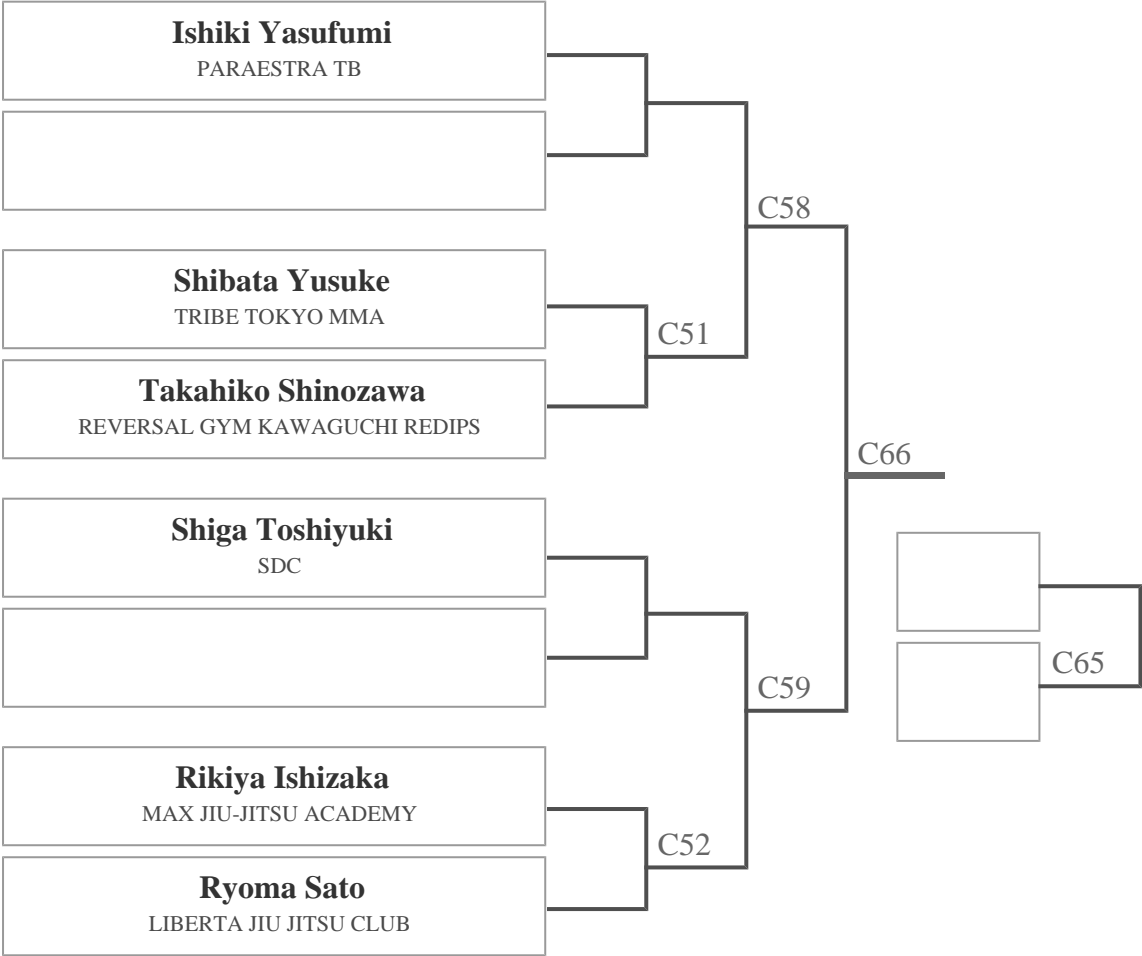 Ishiki Yasufumi
PARAESTRA TB
C58
Shibata Yusuke
TRIBE TOKYO MMA
C51
Takahiko Shinozawa
REVERSAL GYM KAWAGUCHI REDIPS
C66
Shiga Toshiyuki
SDC
C65
C59
Rikiya Ishizaka
MAX JIU-JITSU ACADEMY
C52
Ryoma Sato
LIBERTA JIU JITSU CLUB